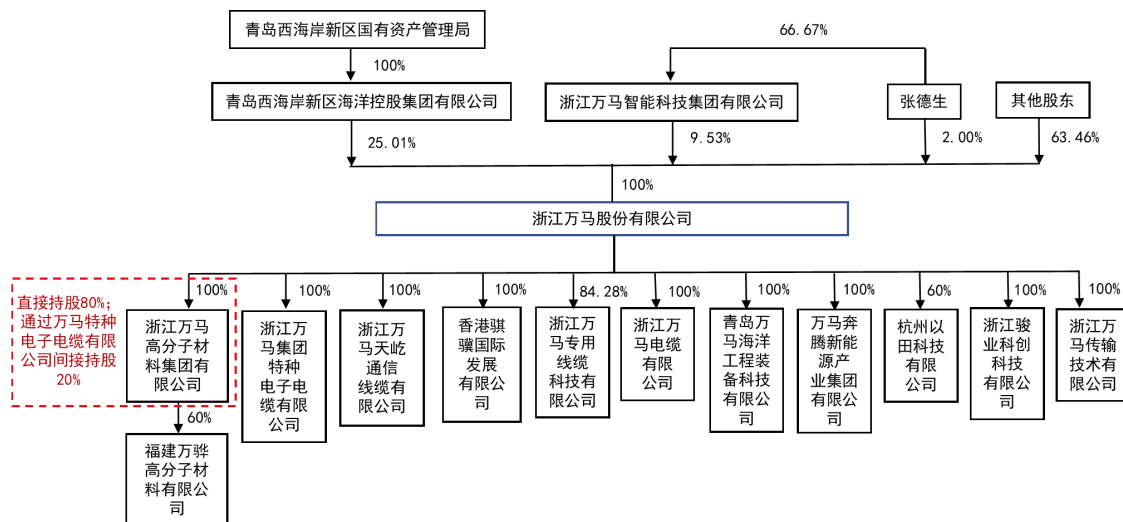 青岛西海岸新区国有资产管理局
66.67%
100%
青岛西海岸新区海洋控股集团有限公司
浙江万马智能科技集团有限公司
张德生
其他股东
25.01%
9.53%
2.00%
63.46%
100%
浙江万马股份有限公司
直接持股80%；
通过万马特种
电子电缆有限公
司间接持股
20%
100%
100%
100%
100%
84.28%
100%
100%
100%
60%
100%
100%
浙江万马
高分子材
料集团有
限公司
浙江万
马集团
特种
电子电
缆有限
公司
浙江万
马天屹
通信
线缆有
限公司
香港骐
骥国际
发展
有限公
司
浙江万
马专用
线缆
科技有
限公司
浙江万
马电缆
有限公
司
青岛万
马海洋
工程装
备科技
有限公
司
万马奔
腾新能
源产
业集团
有限公
司
杭州以
田科技
有限公
司
浙江骏
业科创
科技
有限公
司
浙江万
马传输
技术有
限公司
60%
福建万骅
高分子材
料有限公
司